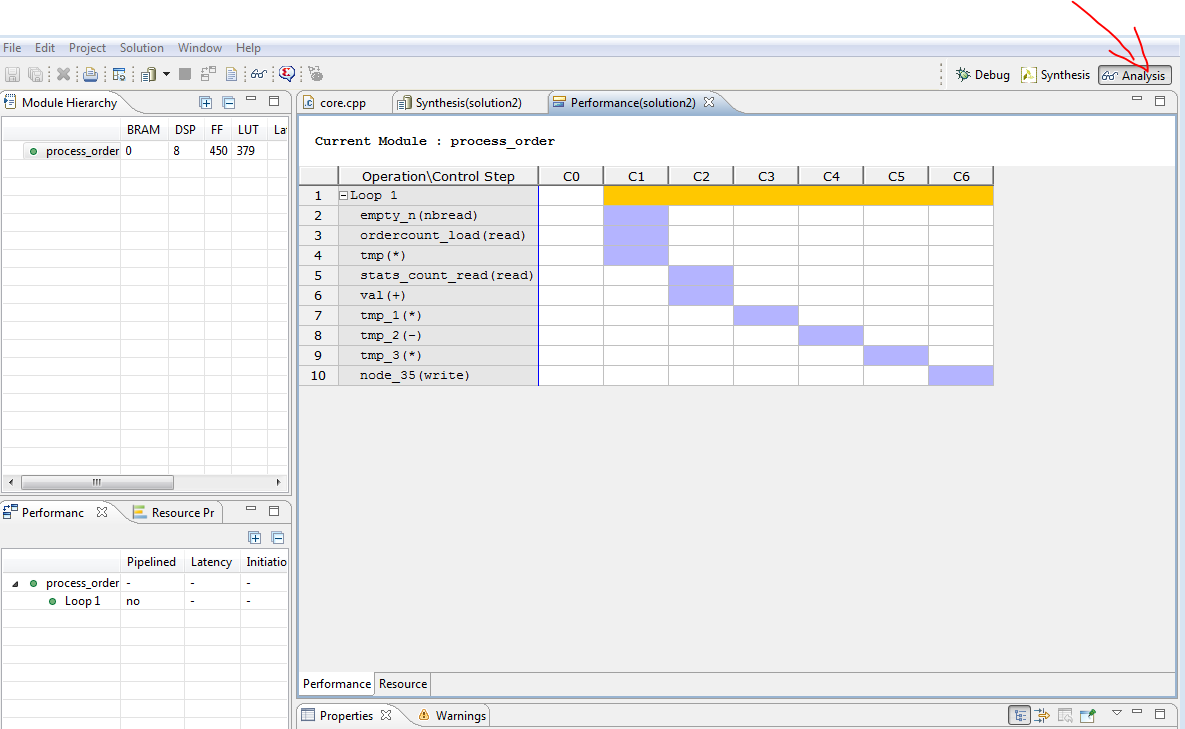 File Edit Project Solution Window Help
Debug Synthesis Analysis
Module Hierarchy
BRAM DSP FF LUT
process_order 0 8 450 379
core.cpp Synthesis(solution2) Performance(solution2)
Current Module : process_order
Operation\Control Step C0 C1 C2 C3 C4 C5 C6
1 Loop 1
2 empty_n(nbread)
3 ordercount_load(read)
4 tmp(*)
5 stats_count_read(read)
6 val(+)
7 tmp_1(*)
8 tmp_2(-)
9 tmp_3(*)
10 node_35(write)
Performanc Resource Pr
Pipelined Latency Initiatio
process_order - - -
Loop 1 no - -
Performance Resource
Properties Warnings